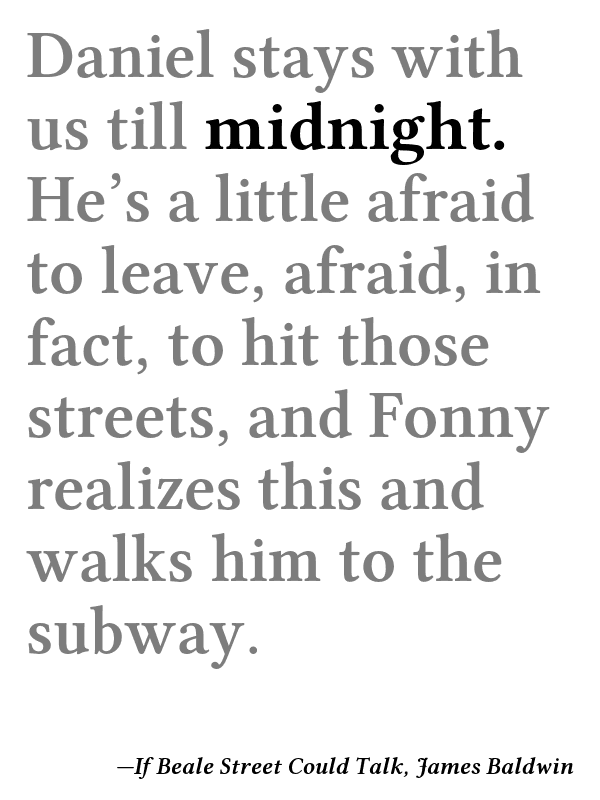 Daniel stays with
us till midnight.
He’s a little afraid
to leave, afraid, in
fact, to hit those
streets, and Fonny
realizes this and
walks him to the
subway.
—If Beale Street Could Talk, James Baldwin